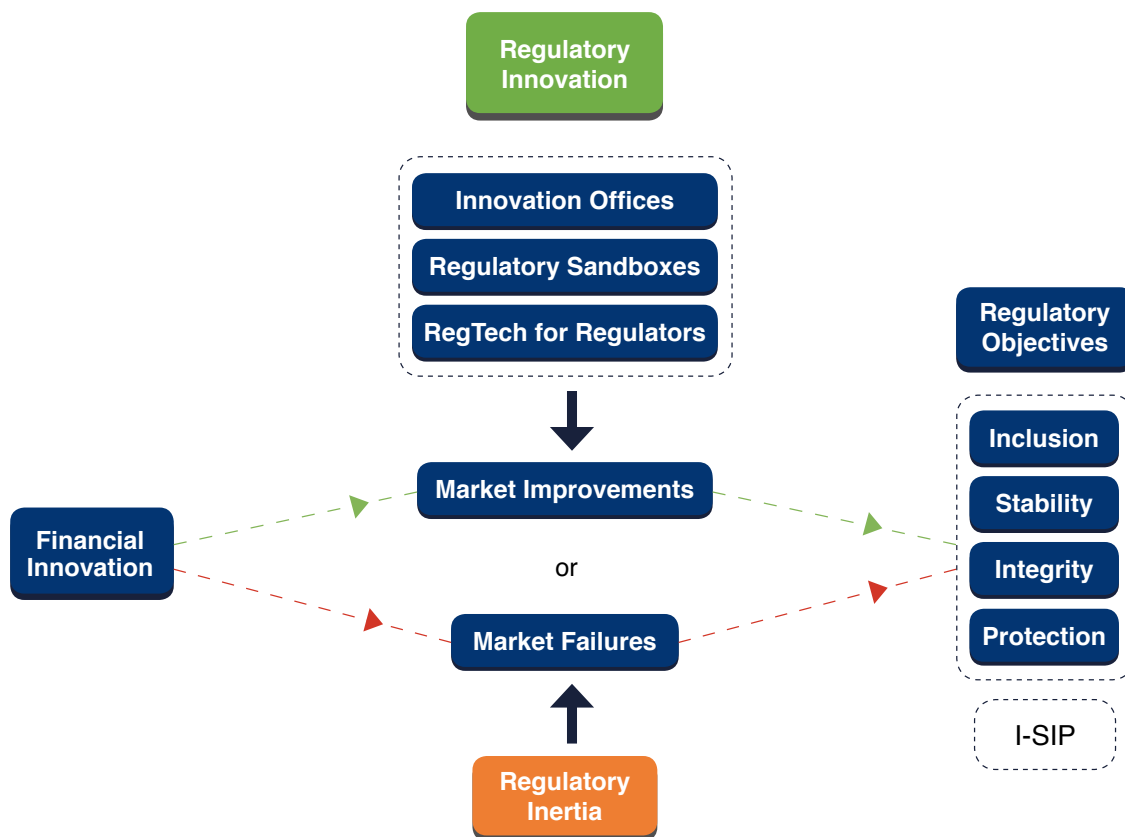 Regulatory
Innovation
Innovation Offices
Regulatory Sandboxes
RegTech for Regulators
Regulatory
Objectives
Inclusion
Stability
Integrity
Protection
I-SIP
Market Improvements
Financial
Innovation
or
Market Failures
Regulatory
Inertia